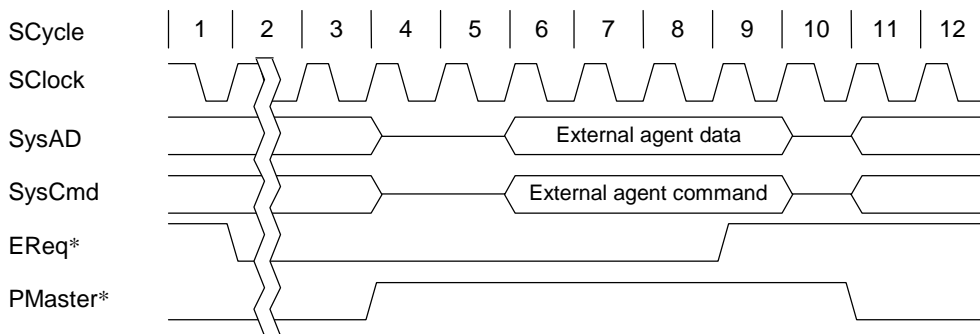 SCycle 1 2 3 4 5 6 7 8 9 10 11 12
SClock
SysAD External agent data
SysCmd External agent command
EReq*
PMaster*